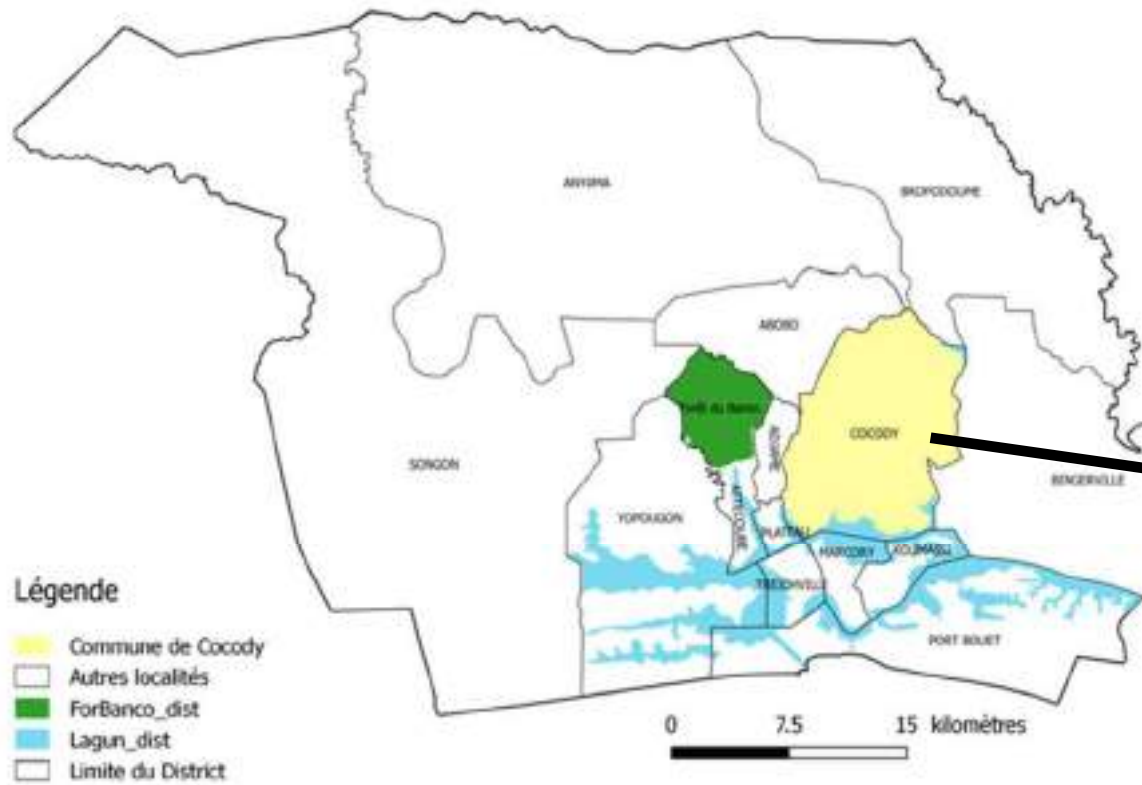 ANYAMA
BROFODOUME
ABOBO
COCODY
ADJAME
SONGON
BINGERVILLE
YOPOUGON
ATTECOUBE
PLATEAU
MARCORY
KOUMASSI
TREICHVILLE
PORT BOUET
Légende
Commune de Cocody
Autres localités
ForBanco_dist
Lagun_dist
Limite du District
0 7.5 15 kilomètres